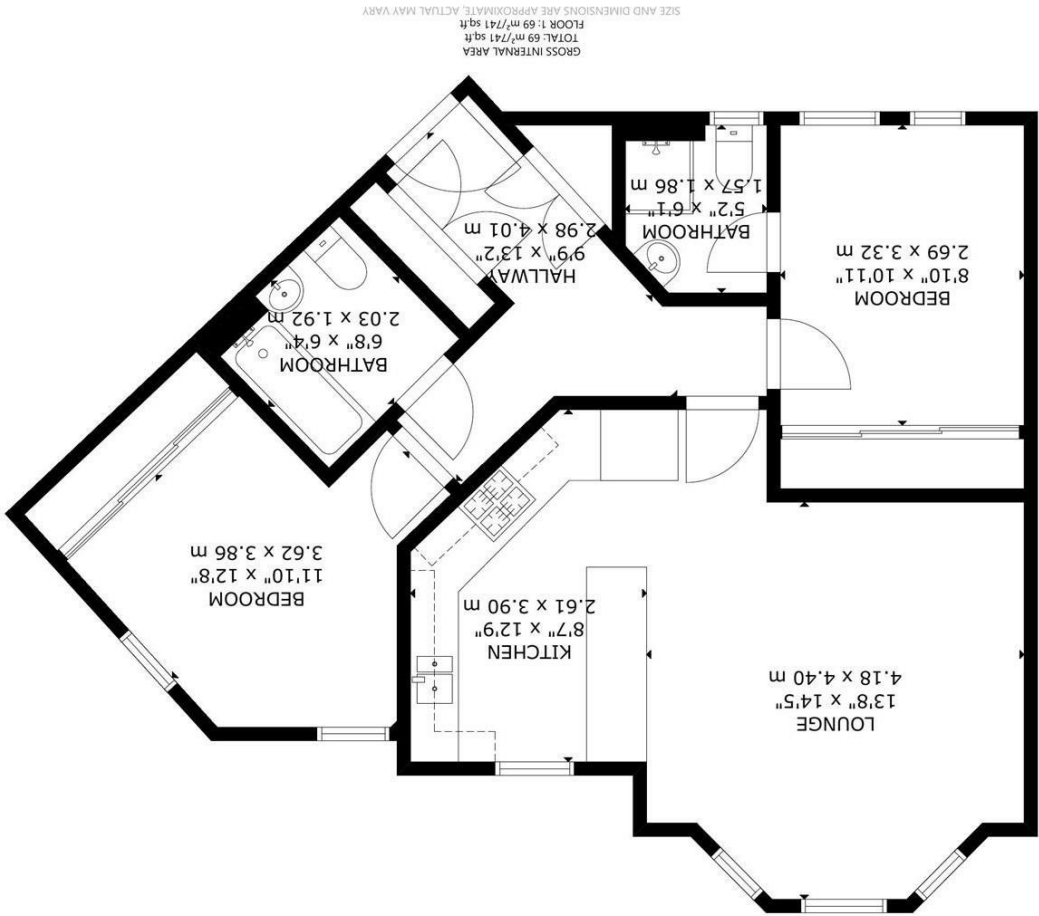 LOUNGE
13'8" x 14'5"
4.18 x 4.40 m
KITCHEN
8'7" x 12'9"
2.61 x 3.90 m
BEDROOM
11'10" x 12'8"
3.62 x 3.86 m
BATHROOM
6'8" x 6'4"
2.03 x 1.92 m
BEDROOM
8'10" x 10'11"
2.69 x 3.32 m
HALLWAY
9'9" x 13'2"
2.98 x 4.01 m
BATHROOM
5'2" x 6'1"
1.57 x 1.86 m
GROSS INTERNAL AREA
TOTAL: 69 m²/741 sq.ft
FLOOR 1: 69 m²/741 sq.ft
SIZE AND DIMENSIONS ARE APPROXIMATE, ACTUAL MAY VARY